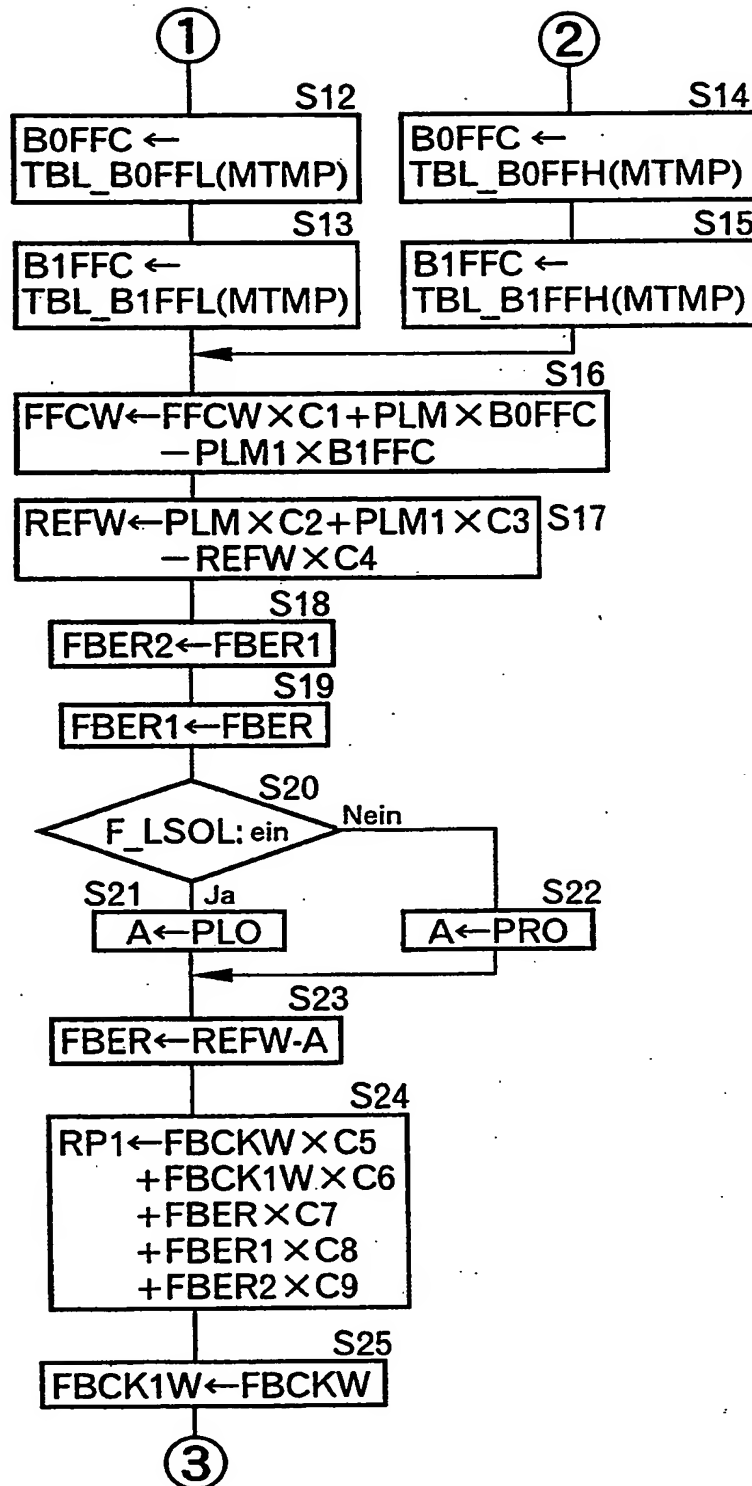 1
2
S12
B0FFC ←
TBL_B0FFL(MTMP)
S14
B0FFC ←
TBL_B0FFH(MTMP)
S13
B1FFC ←
TBL_B1FFL(MTMP)
S15
B1FFC ←
TBL_B1FFH(MTMP)
S16
FFCW←FFCW×C1+PLM×B0FFC
−PLM1×B1FFC
REFW←PLM×C2+PLM1×C3
−REFW×C4
S17
S18
FBER2←FBER1
S19
FBER1←FBER
S20
F_LSOL: ein
Nein
S21
Ja
A←PLO
S22
A←PRO
S23
FBER←REFW-A
S24
RP1←FBCKW×C5
+FBCK1W×C6
+FBER×C7
+FBER1×C8
+FBER2×C9
S25
FBCK1W←FBCKW
3